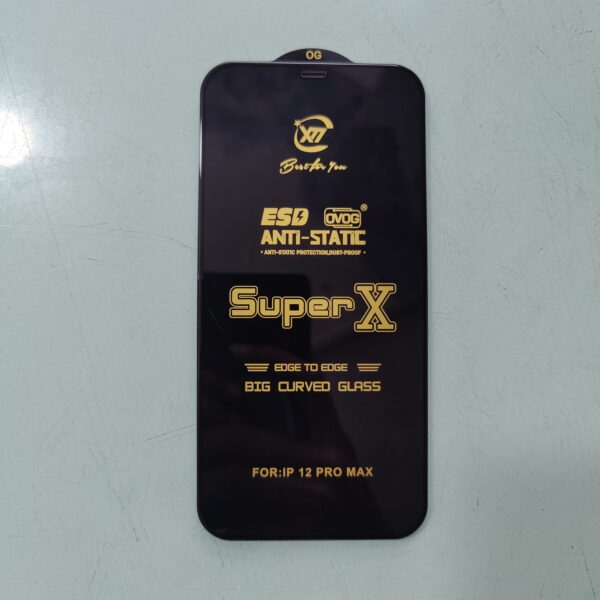 OG
XTT
Best for You
ESD OVOG®
ANTI-STATIC
• ANTI-STATIC PROTECTION,DUST-PROOF •
Super X
EDGE TO EDGE
BIG CURVED GLASS
FOR:IP 12 PRO MAX